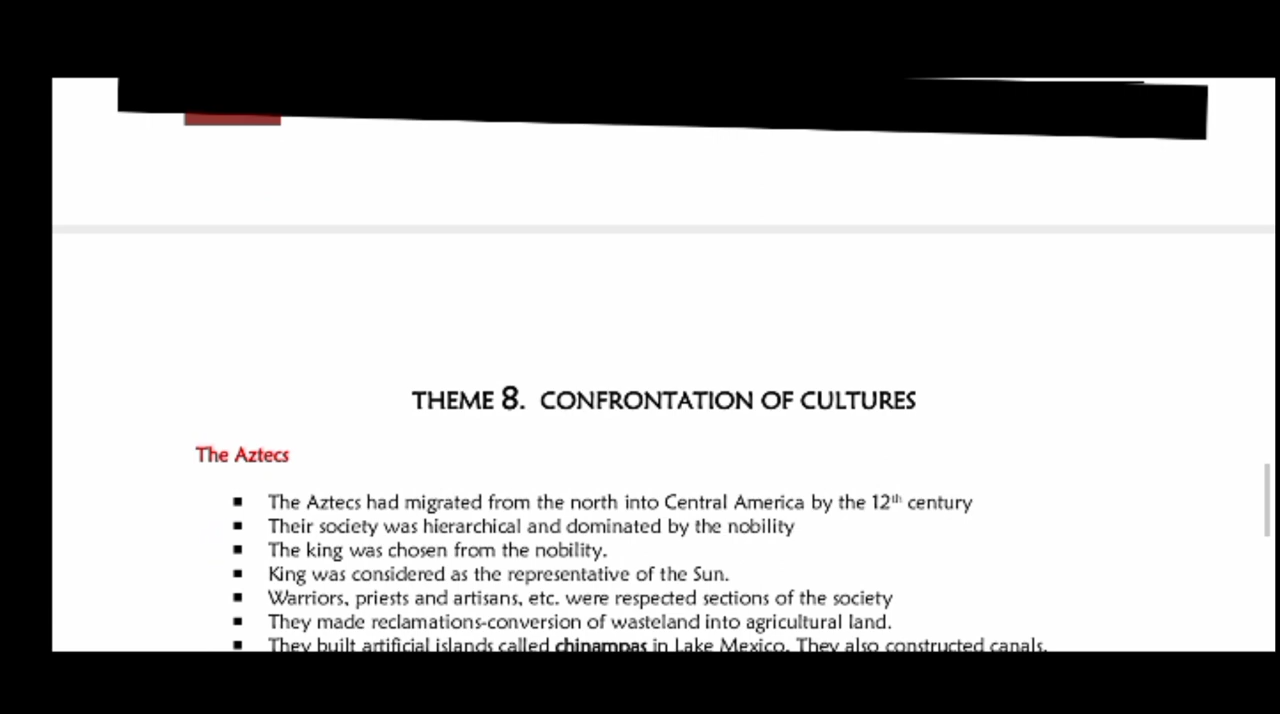 THEME 8. CONFRONTATION OF CULTURES
The Aztecs
▪ The Aztecs had migrated from the north into Central America by the 12th century
▪ Their society was hierarchical and dominated by the nobility
▪ The king was chosen from the nobility.
▪ King was considered as the representative of the Sun.
▪ Warriors, priests and artisans, etc. were respected sections of the society
▪ They made reclamations-conversion of wasteland into agricultural land.
▪ They built artificial islands called chinampas in Lake Mexico. They also constructed canals.